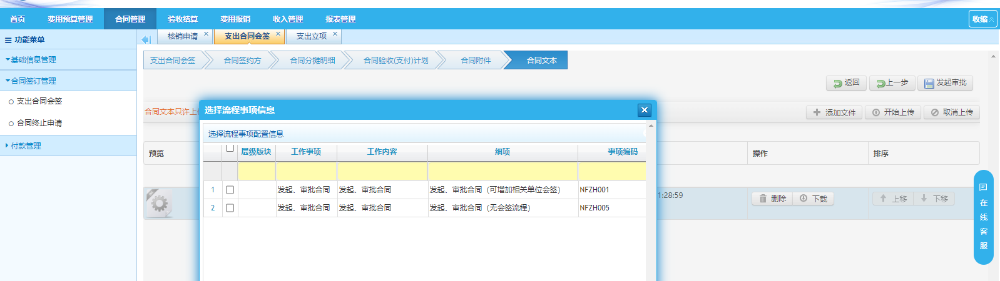 首页 费用预算管理 合同管理 验收结算 费用报销 收入管理 报表管理 收缩
功能菜单
核销申请 支出合同会签 支出立项
基础信息管理
合同签订管理
支出合同会签
合同终止申请
付款管理
支出合同会签 合同签约方 合同分摊明细 合同验收(支付)计划 合同附件 合同文本
返回 上一步 发起审批
合同文本只许上
添加文件 开始上传 取消上传
选择流程事项信息
选择流程事项配置信息
预览 操作 排序
层级版块 工作事项 工作内容 细项 事项编码
1 发起、审批合同 发起、审批合同 发起、审批合同（可增加相关单位会签） NFZH001
2 发起、审批合同 发起、审批合同 发起、审批合同（无会签流程） NFZH005
1:28:59 删除 下载 上移 下移
在线客服